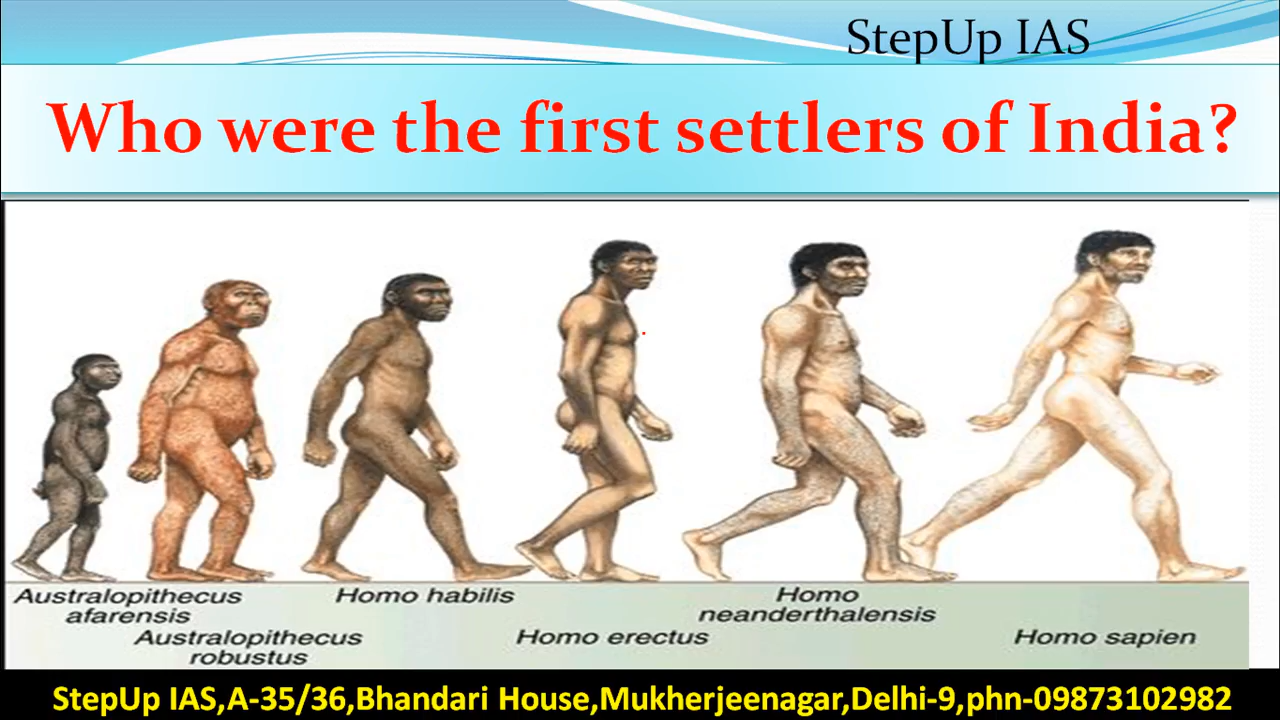 StepUp IAS
Who were the first settlers of India?
Australopithecus
afarensis
Australopithecus
robustus
Homo habilis
Homo erectus
Homo
neanderthalensis
Homo sapien
StepUp IAS,A-35/36,Bhandari House,Mukherjeenagar,Delhi-9,phn-09873102982